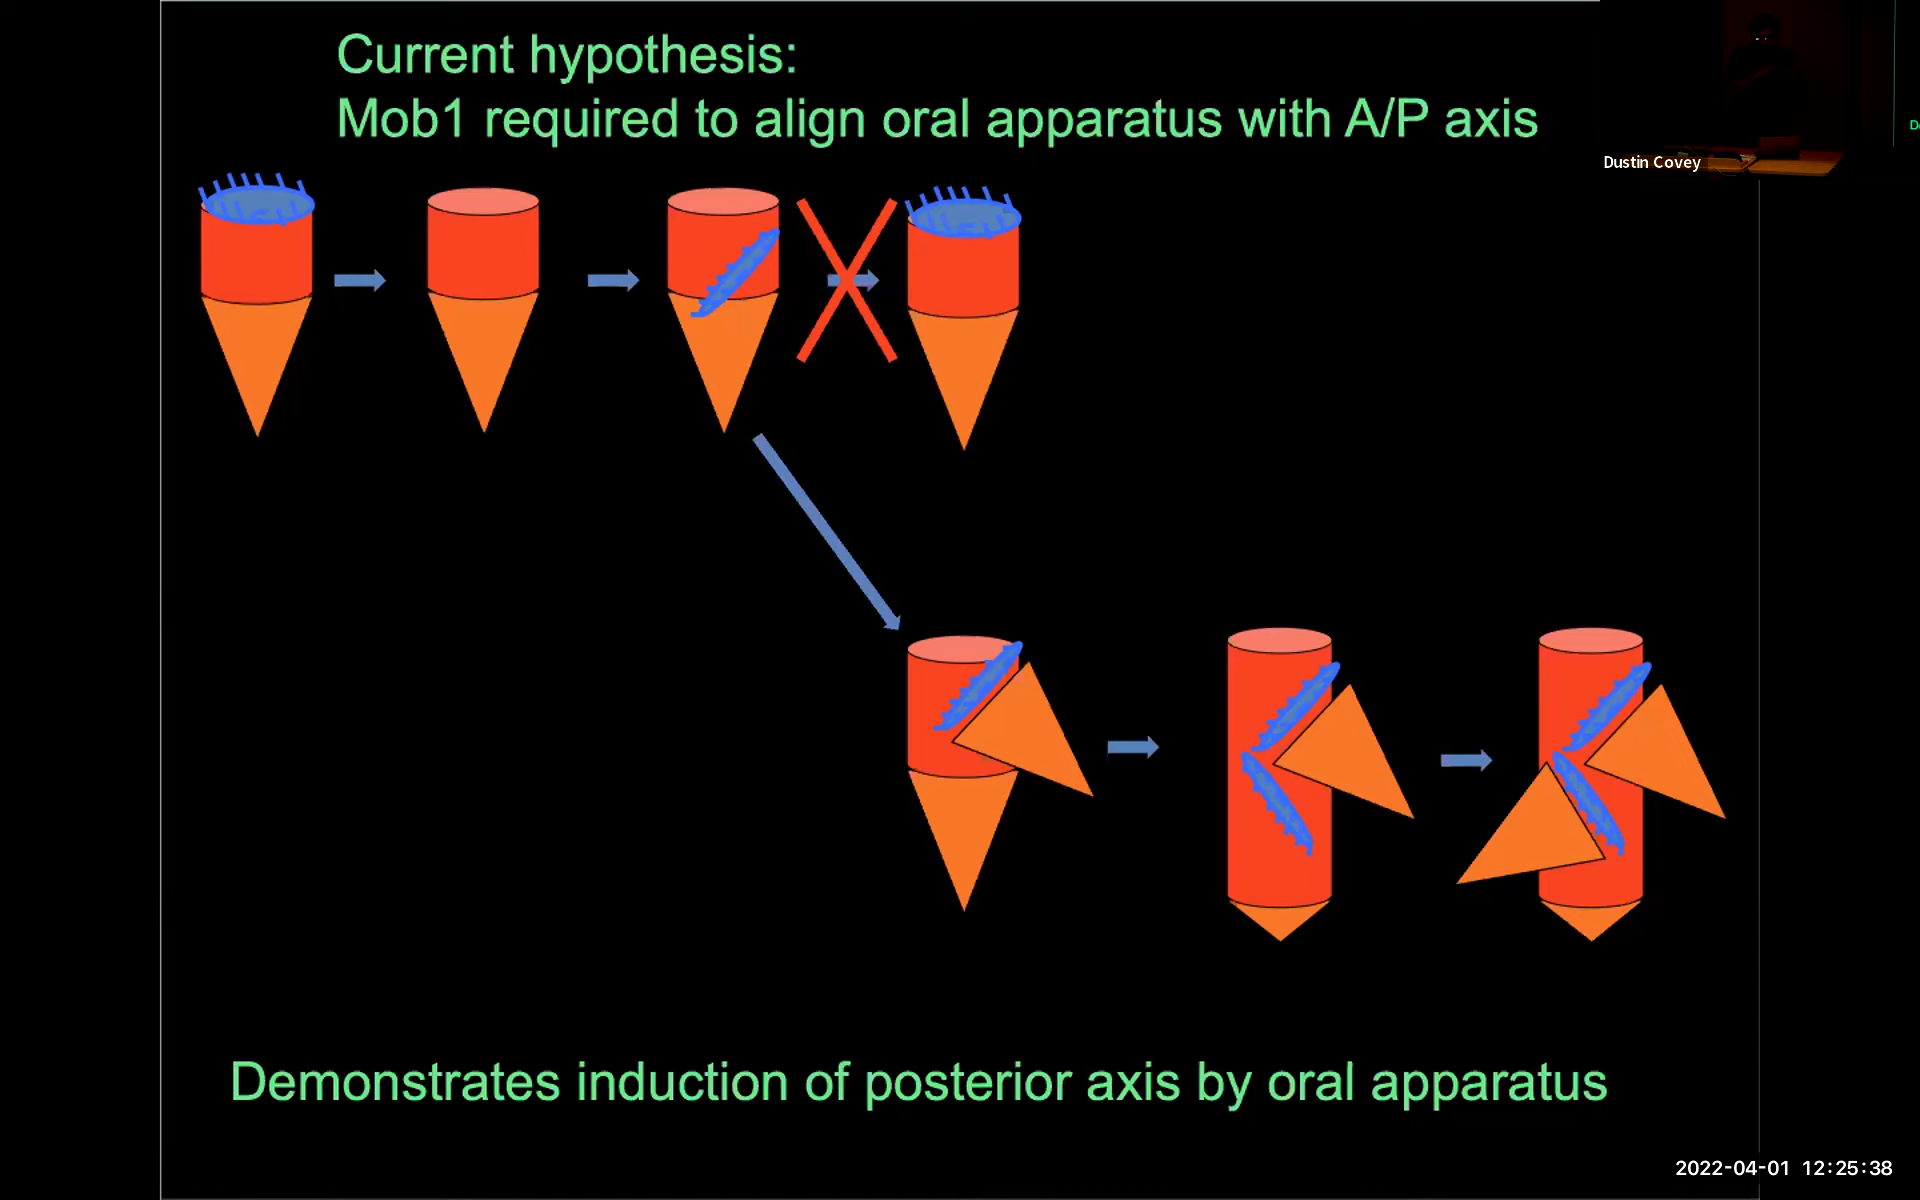 Current hypothesis:
Mob1 required to align oral apparatus with A/P axis
Dustin Covey
Demonstrates induction of posterior axis by oral apparatus
2022-04-01 12:25:38